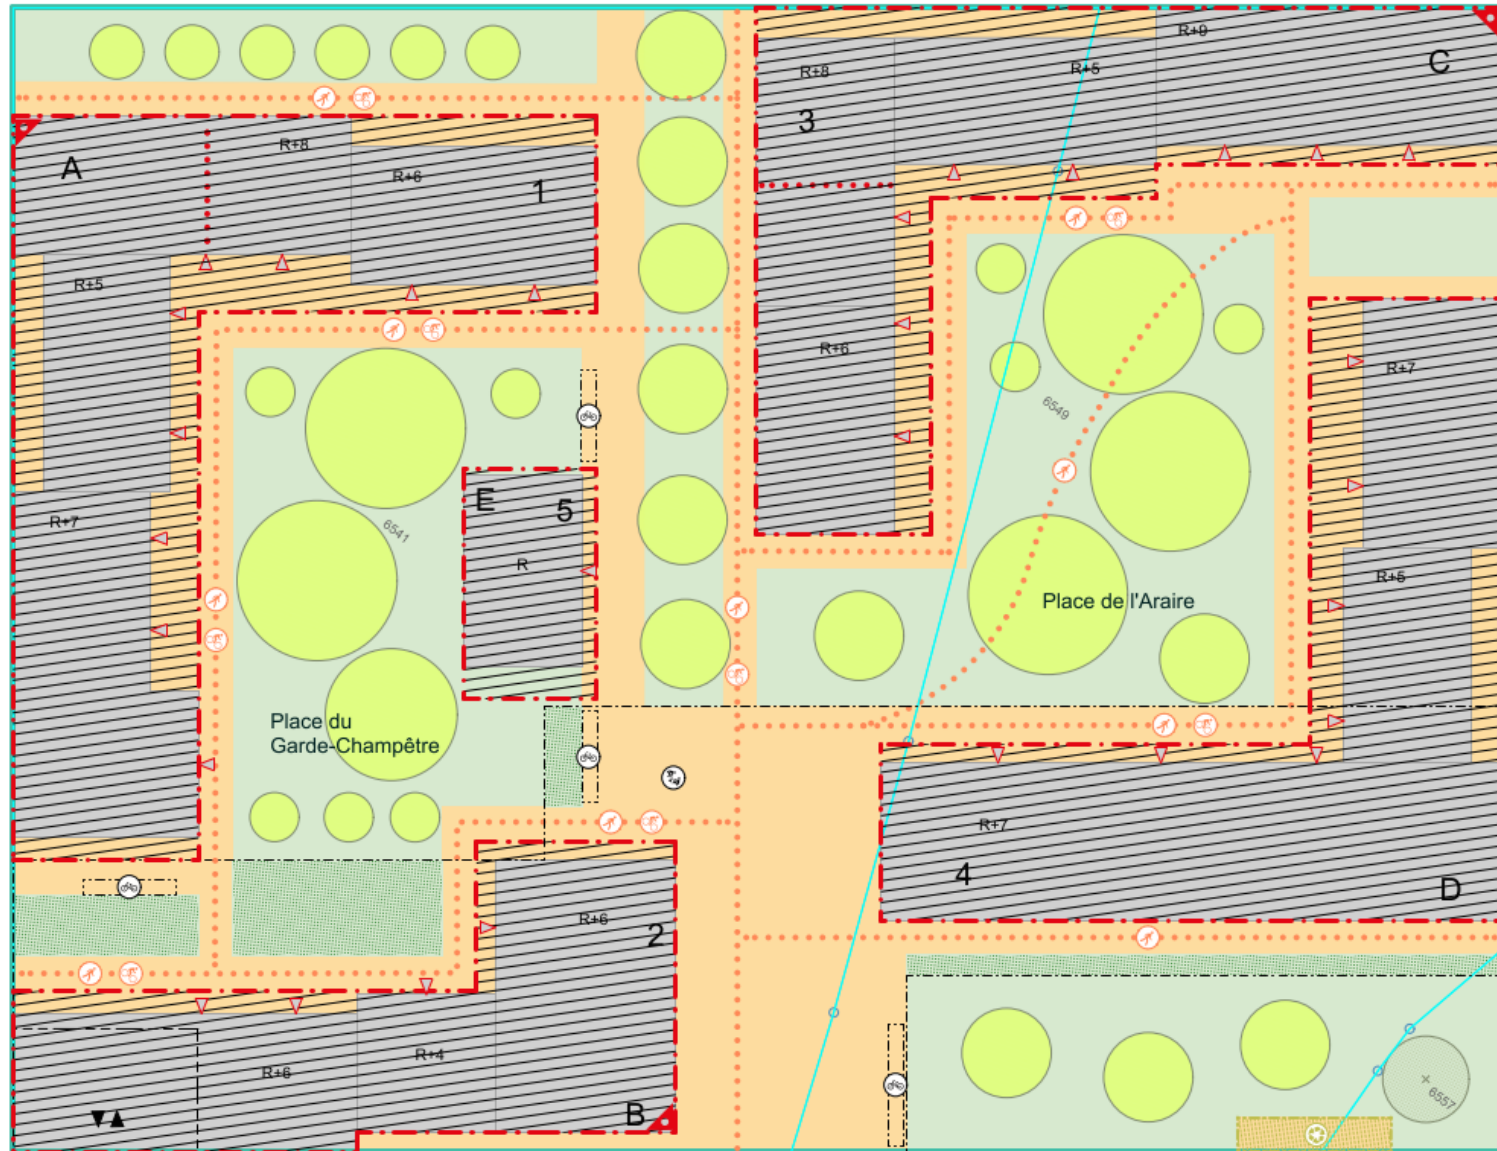 R+9
C
R+8
R+5
3
R+8
A
R+6
1
R+5
R+6
R+7
6549
E
5
R+7
6541
R
R+5
Place de l'Araire
Place du
Garde-Champêtre
R+7
4
D
R+6
2
R+4
R+6
B
6557